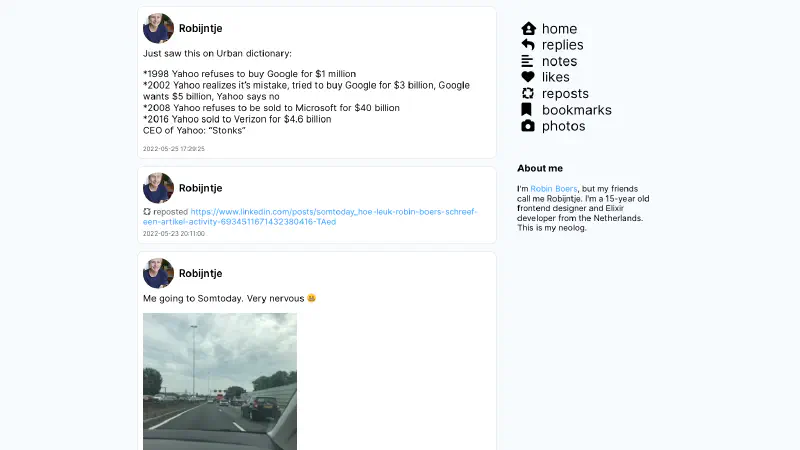 Robijntje
Just saw this on Urban dictionary:
*1998 Yahoo refuses to buy Google for $1 million
*2002 Yahoo realizes it's mistake, tried to buy Google for $3 billion, Google
wants $5 billion, Yahoo says no
*2008 Yahoo refuses to be sold to Microsoft for $40 billion
*2016 Yahoo sold to Verizon for $4.6 billion
CEO of Yahoo: “Stonks”
2022-05-25 17:29:25
Robijntje
reposted https://www.linkedin.com/posts/somtoday_hoe-leuk-robin-boers-schreef-
een-artikel-activity-6934511671432380416-TAed
2022-05-23 20:11:00
Robijntje
Me going to Somtoday. Very nervous
home
replies
notes
likes
reposts
bookmarks
photos
About me
I'm Robin Boers, but my friends
call me Robijntje. I'm a 15-year old
frontend designer and Elixir
developer from the Netherlands.
This is my neolog.